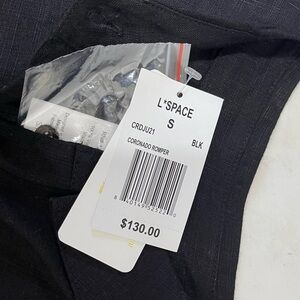 L*SPACE
S
CRDJU21
BLK
CORONADO ROMPER
$130.00